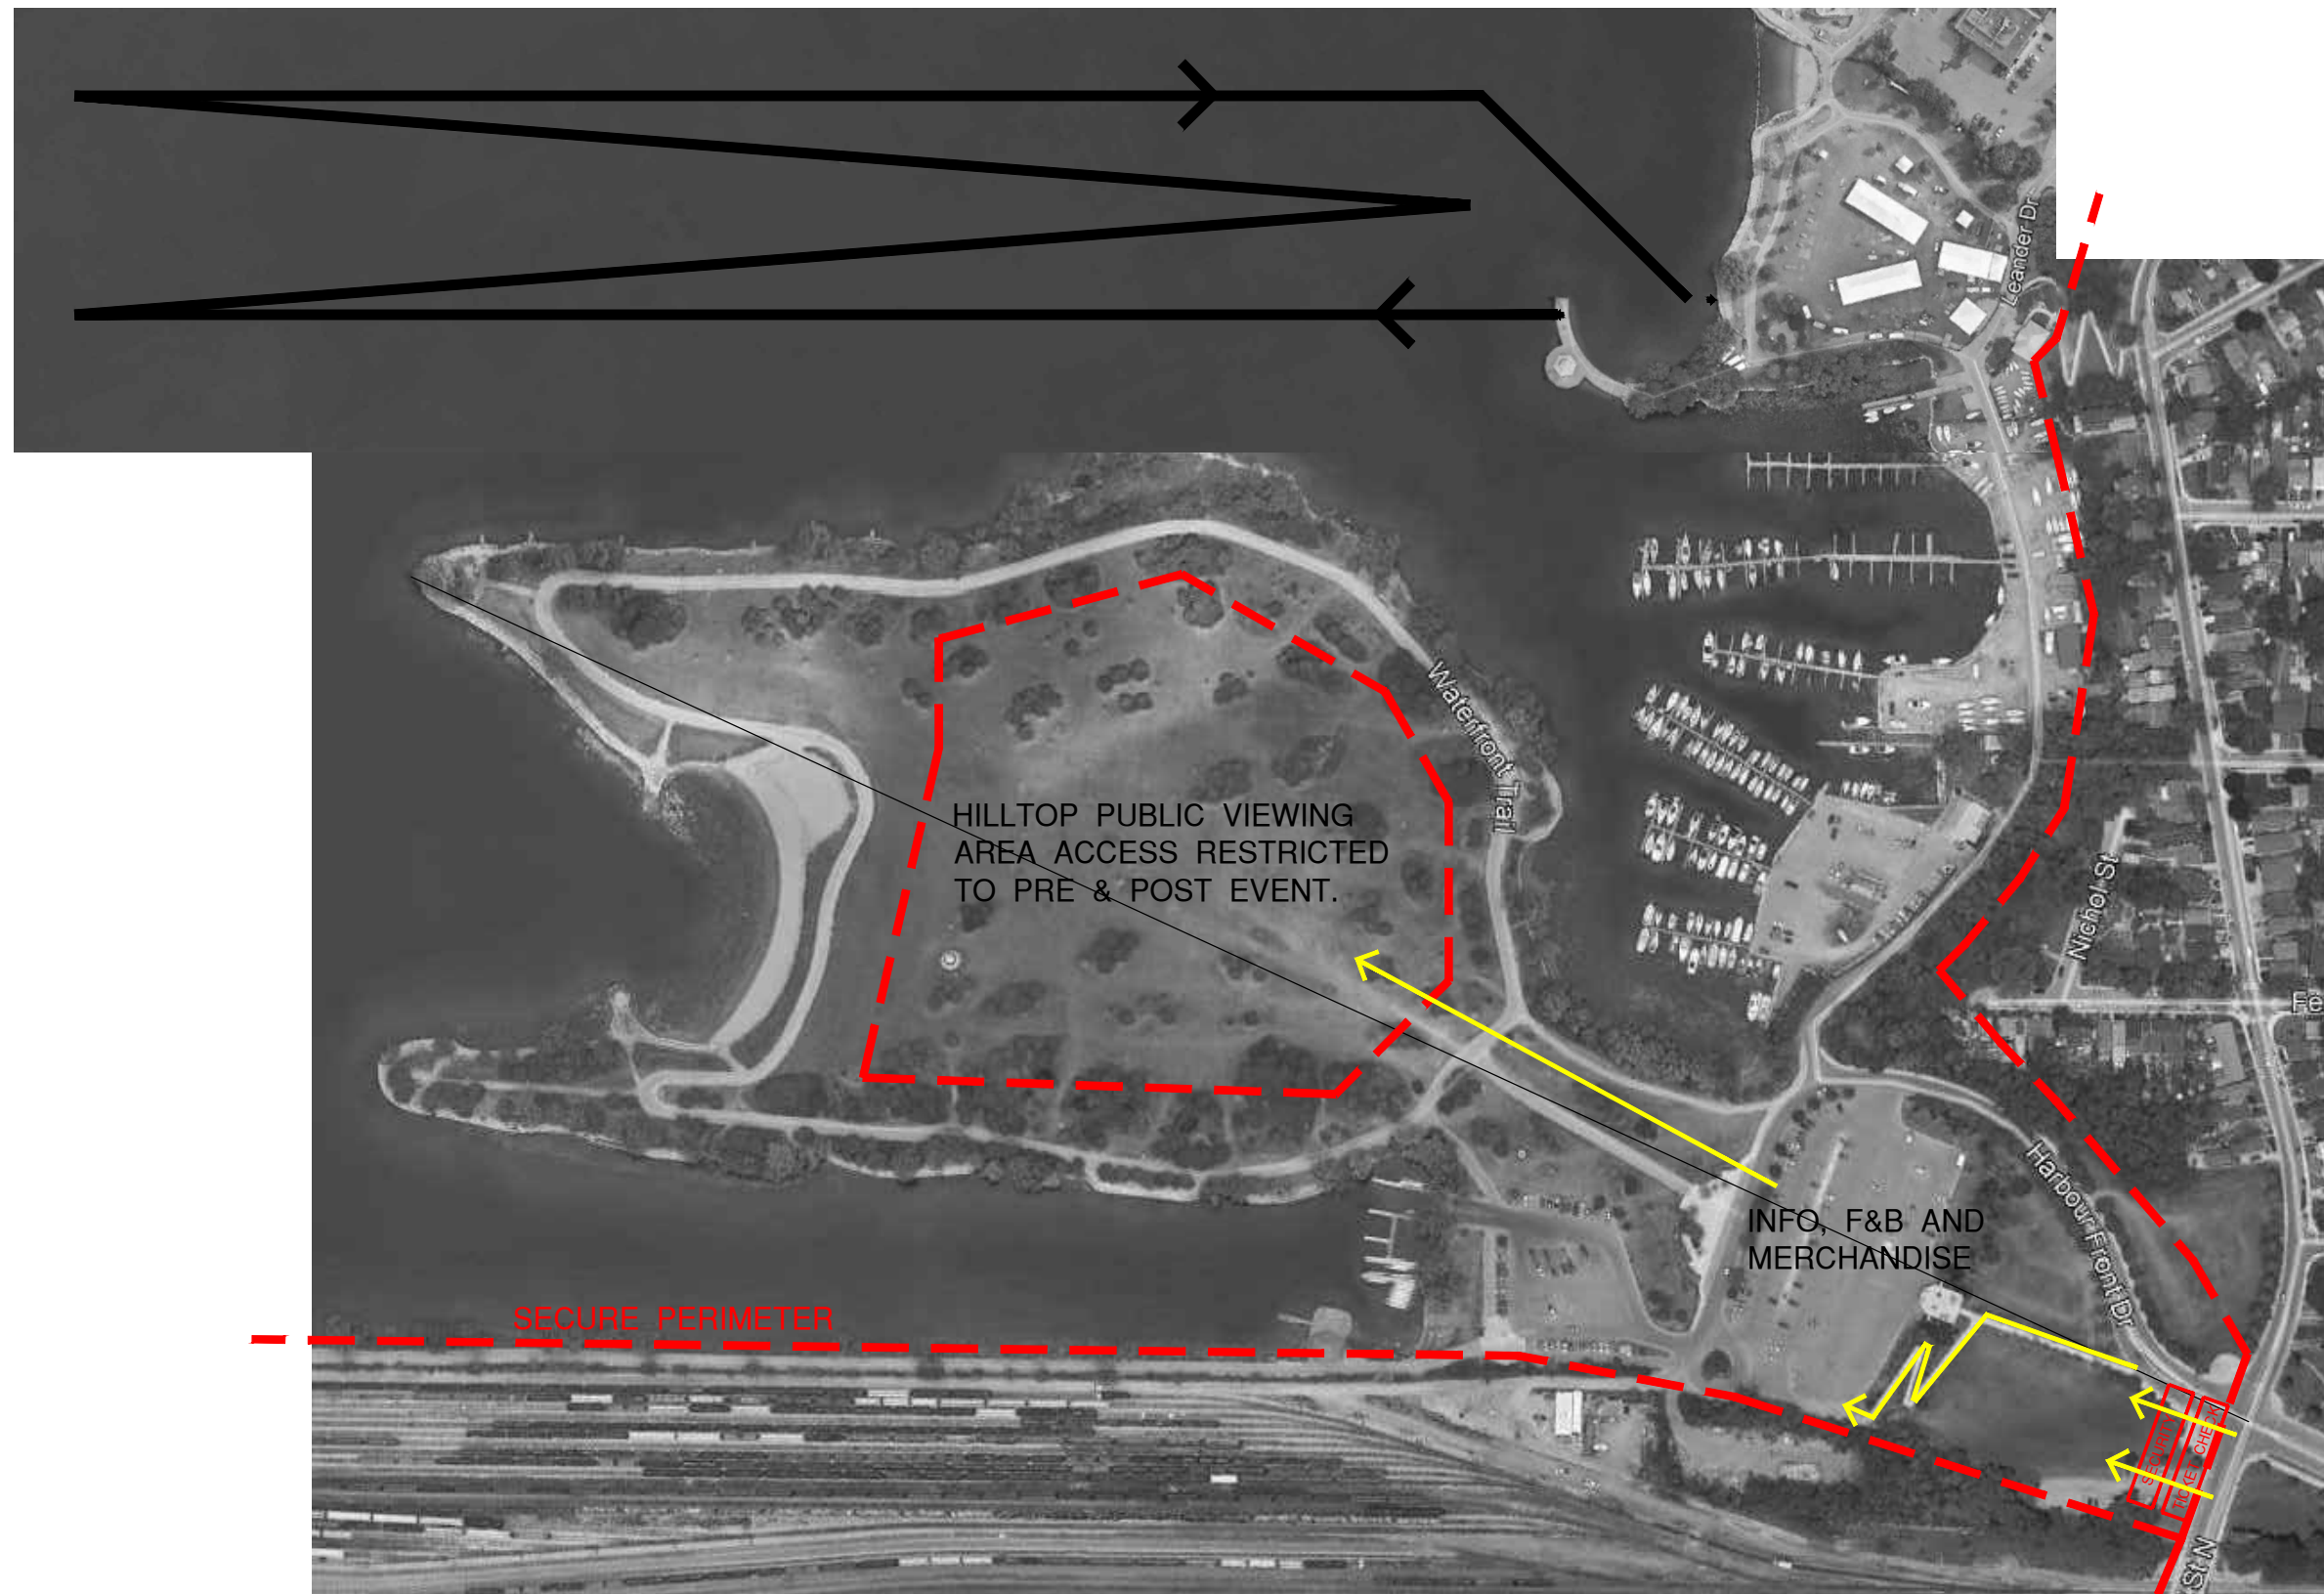 Leander Dr
Waterfront Trail
HILLTOP PUBLIC VIEWING
AREA ACCESS RESTRICTED
TO PRE & POST EVENT.
Nichol St
Fe
Harbour Front Dr
INFO, F&B AND
MERCHANDISE
SECURE PERIMETER
SECURITY
TICKET CHECK
St N